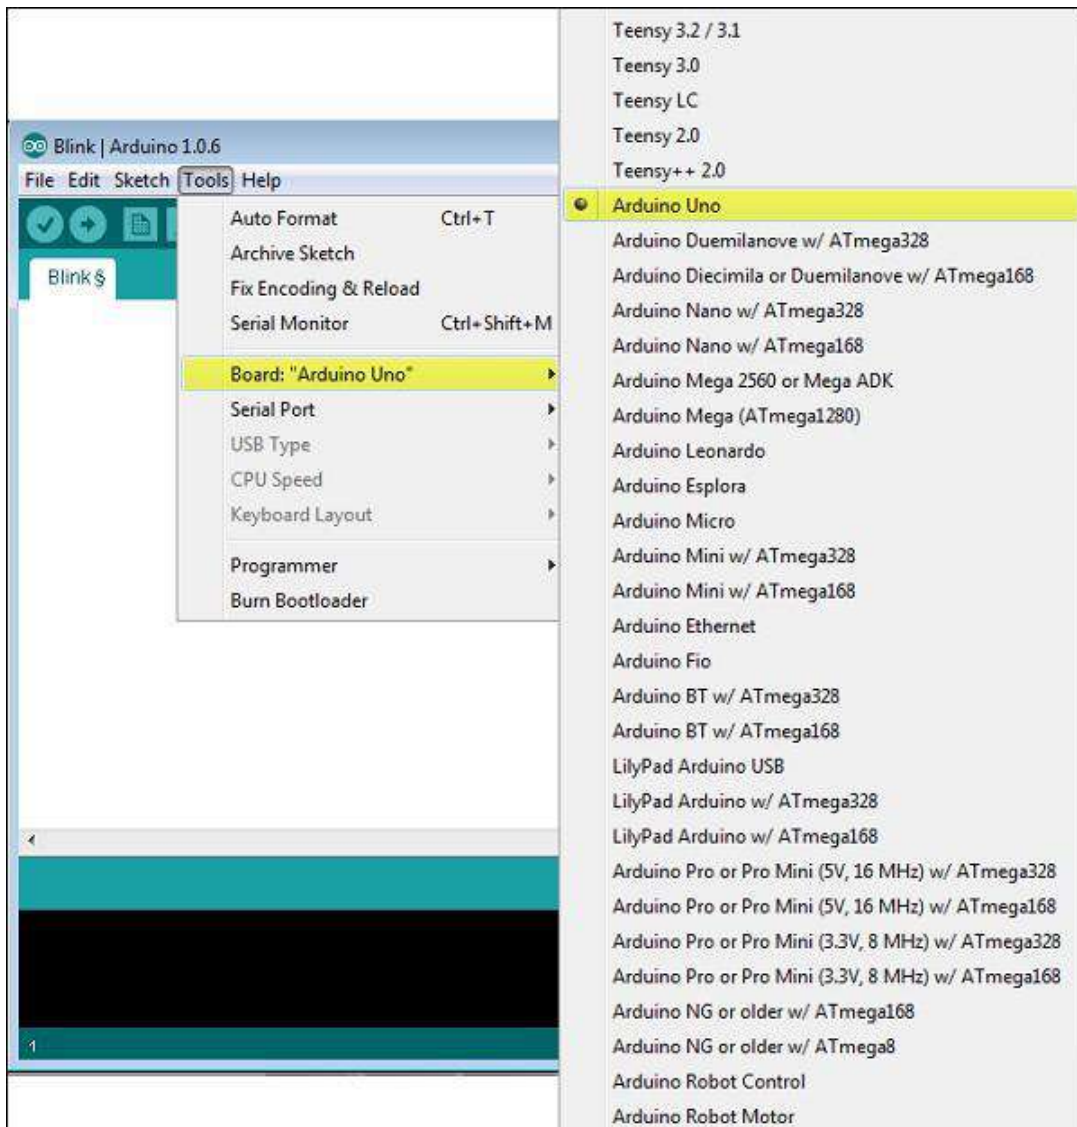 Blink | Arduino 1.0.6
File Edit Sketch Tools Help
Blink §
Auto Format Ctrl+T
Archive Sketch
Fix Encoding & Reload
Serial Monitor Ctrl+Shift+M
Board: "Arduino Uno"
Serial Port
USB Type
CPU Speed
Keyboard Layout
Programmer
Burn Bootloader
1
Teensy 3.2 / 3.1
Teensy 3.0
Teensy LC
Teensy 2.0
Teensy++ 2.0
Arduino Uno
Arduino Duemilanove w/ ATmega328
Arduino Diecimila or Duemilanove w/ ATmega168
Arduino Nano w/ ATmega328
Arduino Nano w/ ATmega168
Arduino Mega 2560 or Mega ADK
Arduino Mega (ATmega1280)
Arduino Leonardo
Arduino Esplora
Arduino Micro
Arduino Mini w/ ATmega328
Arduino Mini w/ ATmega168
Arduino Ethernet
Arduino Fio
Arduino BT w/ ATmega328
Arduino BT w/ ATmega168
LilyPad Arduino USB
LilyPad Arduino w/ ATmega328
LilyPad Arduino w/ ATmega168
Arduino Pro or Pro Mini (5V, 16 MHz) w/ ATmega328
Arduino Pro or Pro Mini (5V, 16 MHz) w/ ATmega168
Arduino Pro or Pro Mini (3.3V, 8 MHz) w/ ATmega328
Arduino Pro or Pro Mini (3.3V, 8 MHz) w/ ATmega168
Arduino NG or older w/ ATmega168
Arduino NG or older w/ ATmega8
Arduino Robot Control
Arduino Robot Motor